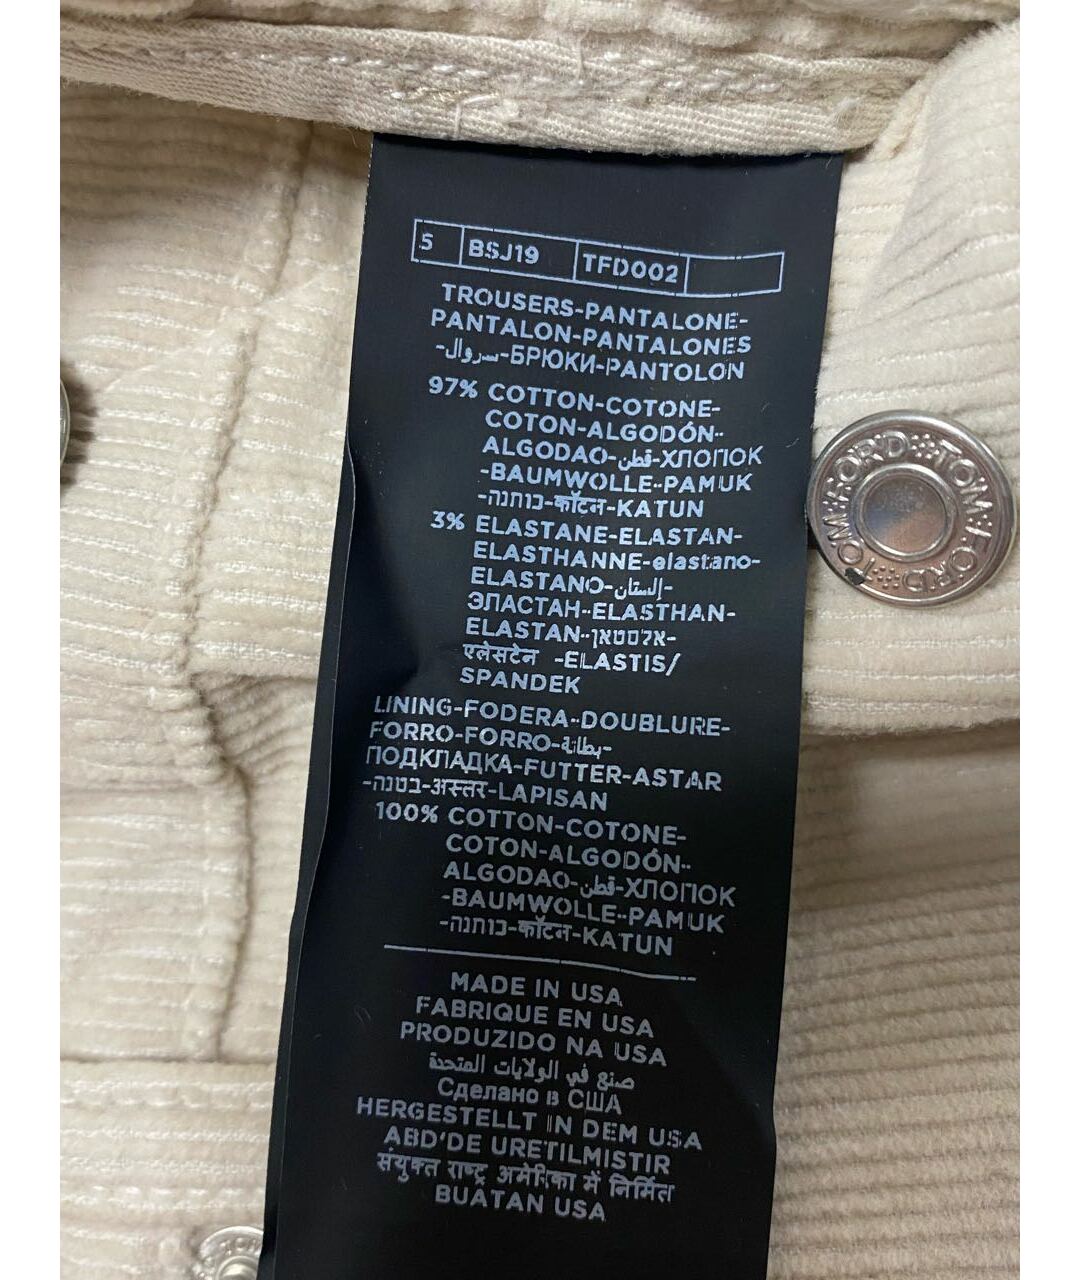 5 BSJ19 TFD002
TROUSERS-PANTALONE-
PANTALON-PANTALONES
-سروال-БРЮКИ-PANTOLON
97% COTTON-COTONE-
COTON-ALGODÓN-
ALGODAO-قطن-ХЛОПОК
-BAUMWOLLE-PAMUK
-כותנה-कॉटन-KATUN
3% ELASTANE-ELASTAN-
ELASTHANNE-elastano-
ELASTANO-إلستان-
ЭЛАСТАН-ELASTHAN-
ELASTAN-אלסטאן-
एलेसटेन -ELASTIS/
SPANDEK
LINING-FODERA-DOUBLURE-
FORRO-FORRO-بطانة-
ПОДКЛАДКА-FUTTER-ASTAR
-בטנה-अस्तर-LAPISAN
100% COTTON-COTONE-
COTON-ALGODÓN-
ALGODAO-قطن-ХЛОПОК
-BAUMWOLLE-PAMUK
-כותנה-कॉटन-KATUN
MADE IN USA
FABRIQUE EN USA
PRODUZIDO NA USA
صنع في الولايات المتحدة
Сделано в США
HERGESTELLT IN DEM USA
ABD'DE URETILMISTIR
संयुक्त राष्ट्र अमेरिका में निर्मित
BUATAN USA
TOM FORD TOM FORD